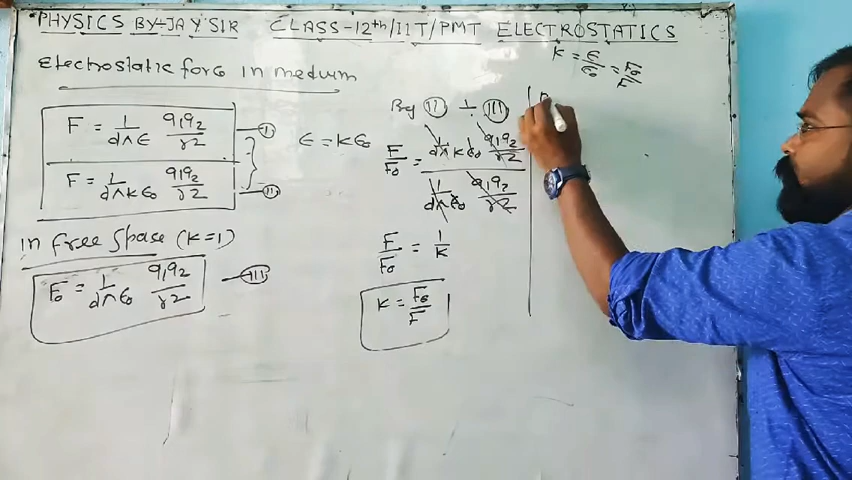 PHYSICS BY-JAY SIR CLASS-12th/IIT/PMT ELECTROSTATICS
Electrostatic force in medium
F = 1/4πϵ q1q2/r2 - I
F = 1/4πkϵ0 q1q2/r2 - II
ϵ = kϵ0
in free spase (k=1)
F0 = 1/4πϵ0 q1q2/r2 - III
By II ÷ III
F/F0 = 1/4πkϵ0 q1q2/r2 / 1/4πϵ0 q1q2/r2
F/F0 = 1/k
k = F0/F
k = ϵ/ϵ0 = F0/F